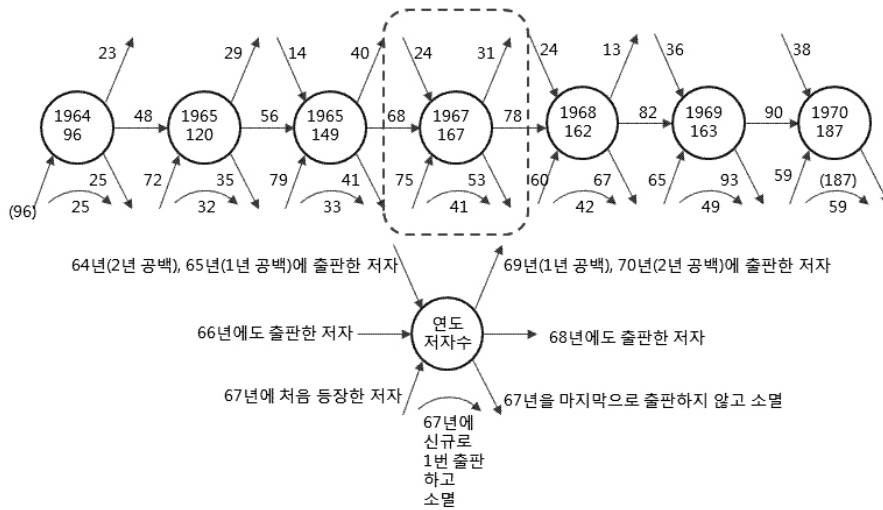 23 29 14 40 24 31 24 13 36 38
1964 1965 1965 1967 1968 1969 1970
96 48 120 56 149 68 167 78 162 82 163 90 187
25 72 35 79 41 75 53 60 67 65 93 59 (187)
(96) 25 32 33 41 42 49 59
64년(2년 공백), 65년(1년 공백)에 출판한 저자 69년(1년 공백), 70년(2년 공백)에 출판한 저자
66년에도 출판한 저자 연도 68년에도 출판한 저자
저자수
67년에 처음 등장한 저자 67년을 마지막으로 출판하지 않고 소멸
67년에
신규로
1번 출판
하고
소멸